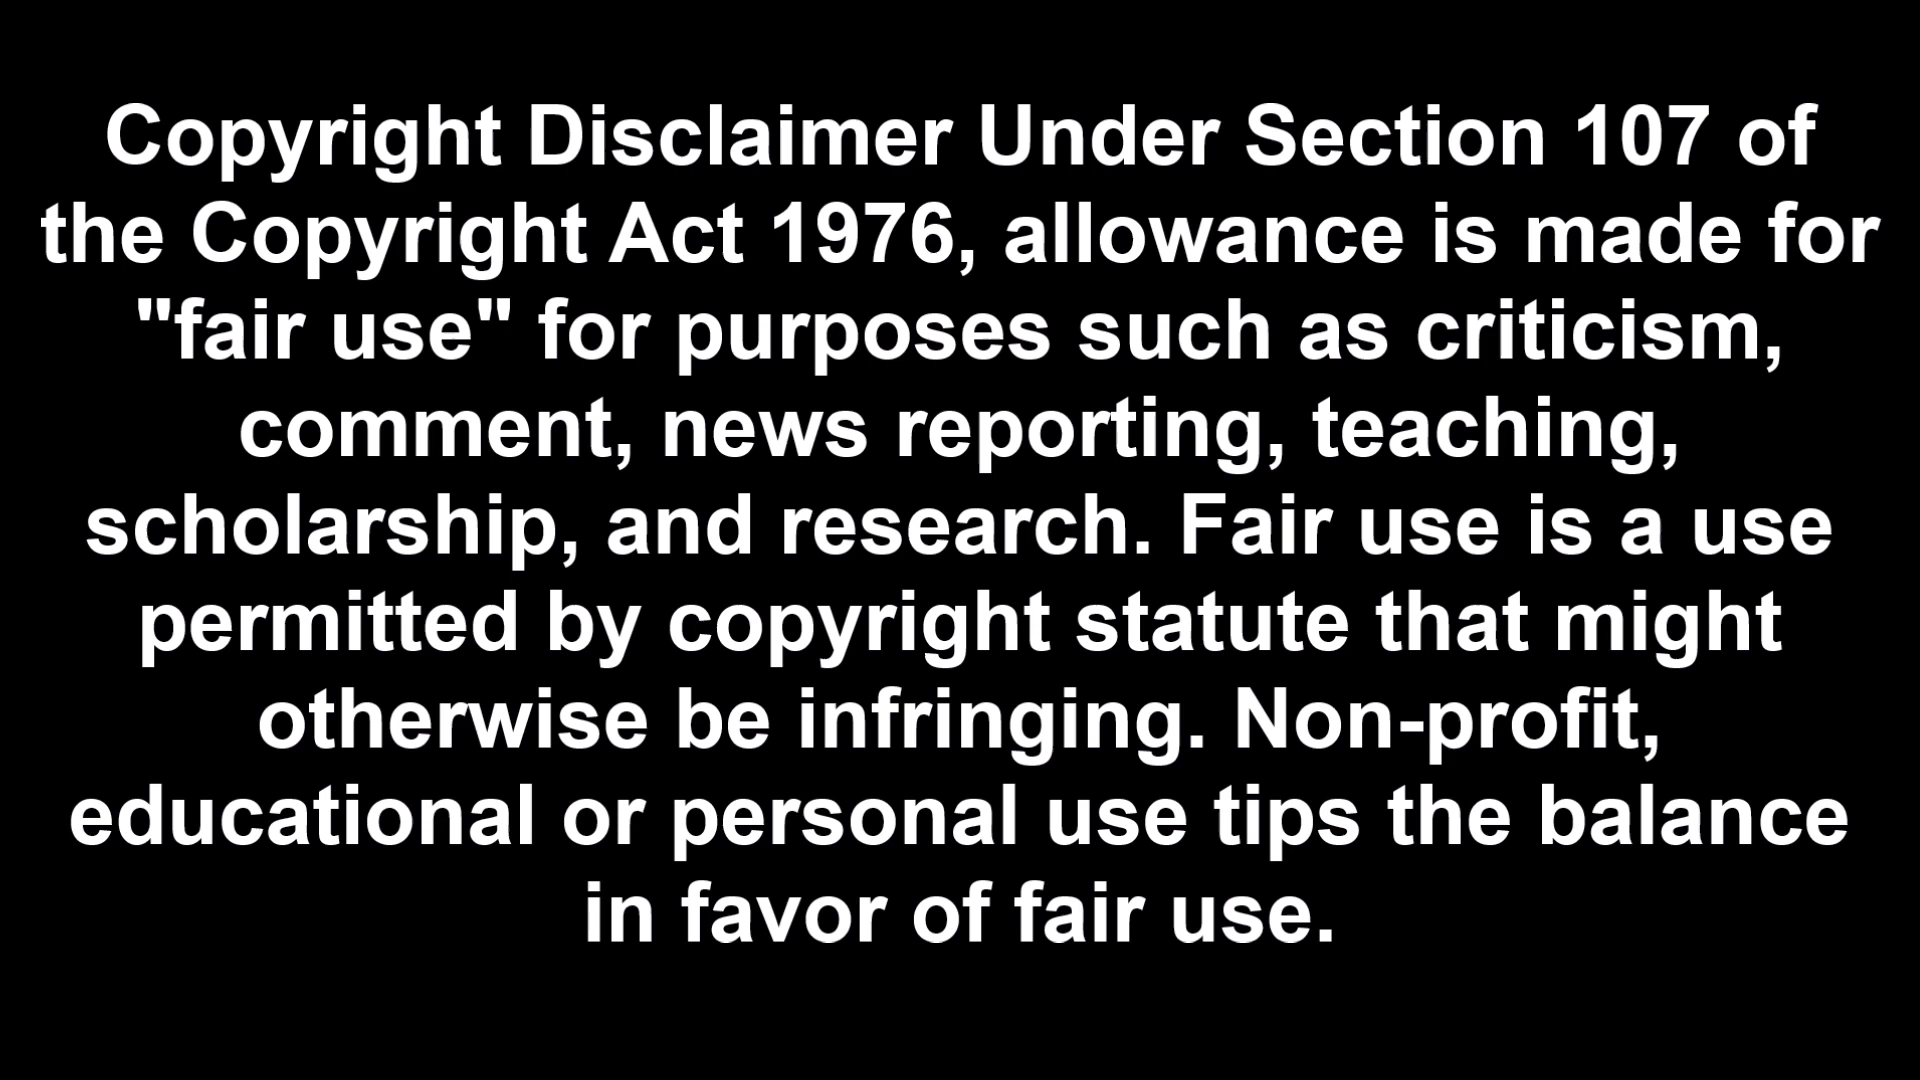 Copyright Disclaimer Under Section 107 of
the Copyright Act 1976, allowance is made for
"fair use" for purposes such as criticism,
comment, news reporting, teaching,
scholarship, and research. Fair use is a use
permitted by copyright statute that might
otherwise be infringing. Non-profit,
educational or personal use tips the balance
in favor of fair use.